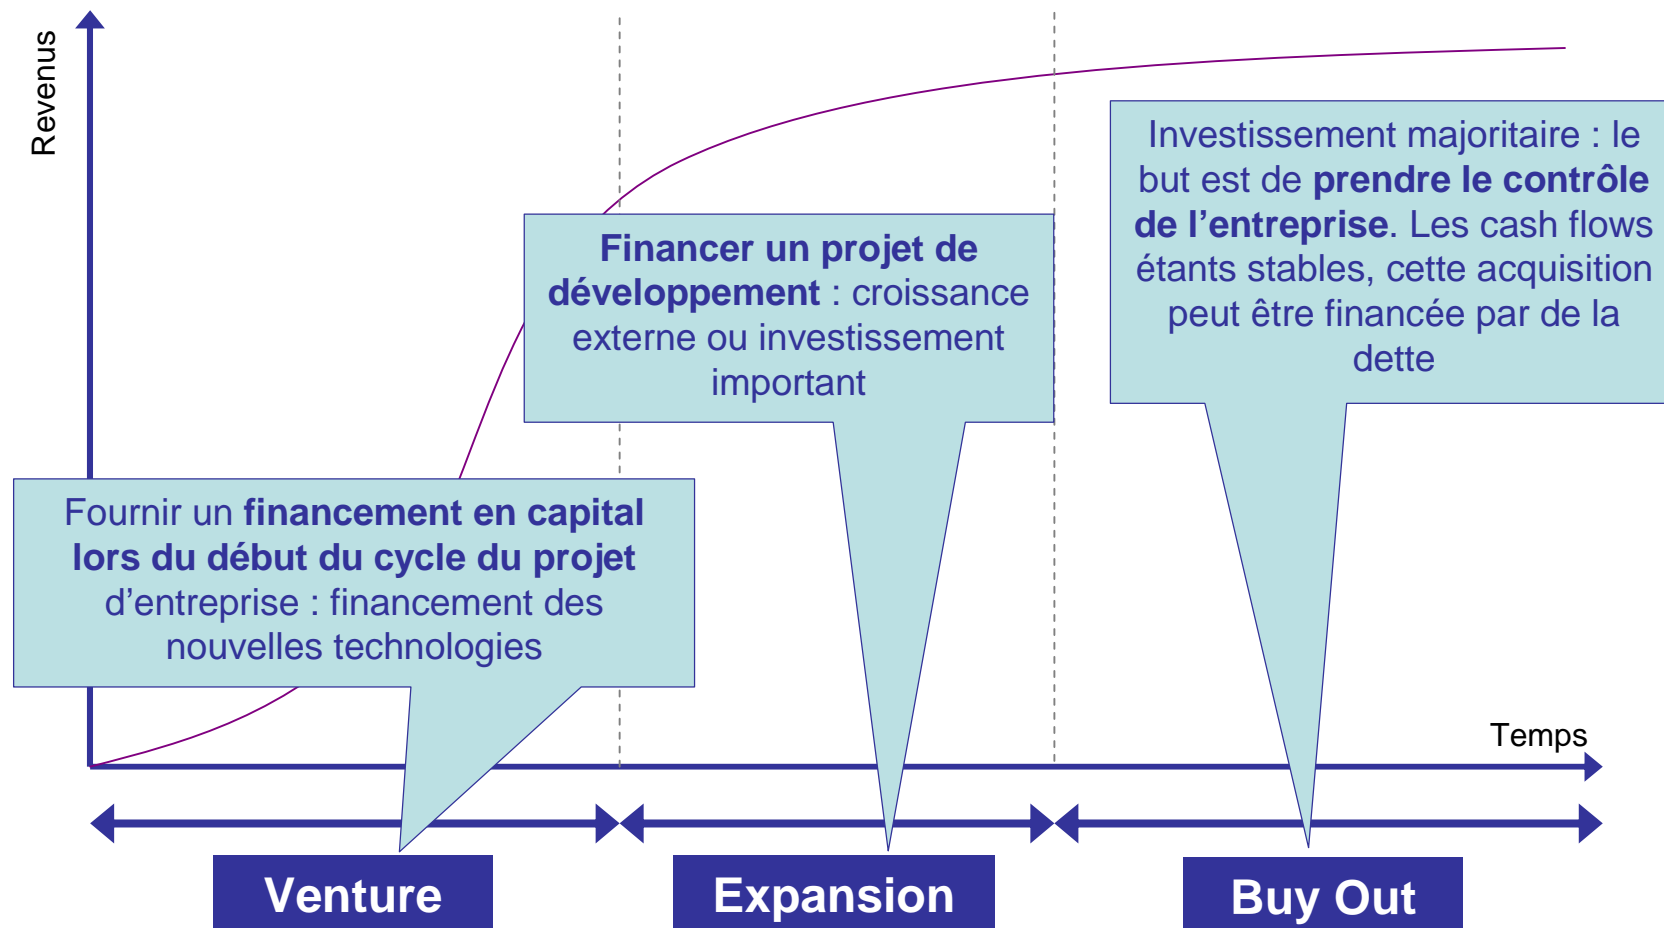 Revenus
Investissement majoritaire : le
but est de prendre le contrôle
de l’entreprise. Les cash flows
étants stables, cette acquisition
peut être financée par de la
dette
Financer un projet de
développement : croissance
externe ou investissement
important
Fournir un financement en capital
lors du début du cycle du projet
d’entreprise : financement des
nouvelles technologies
Temps
Venture
Expansion
Buy Out